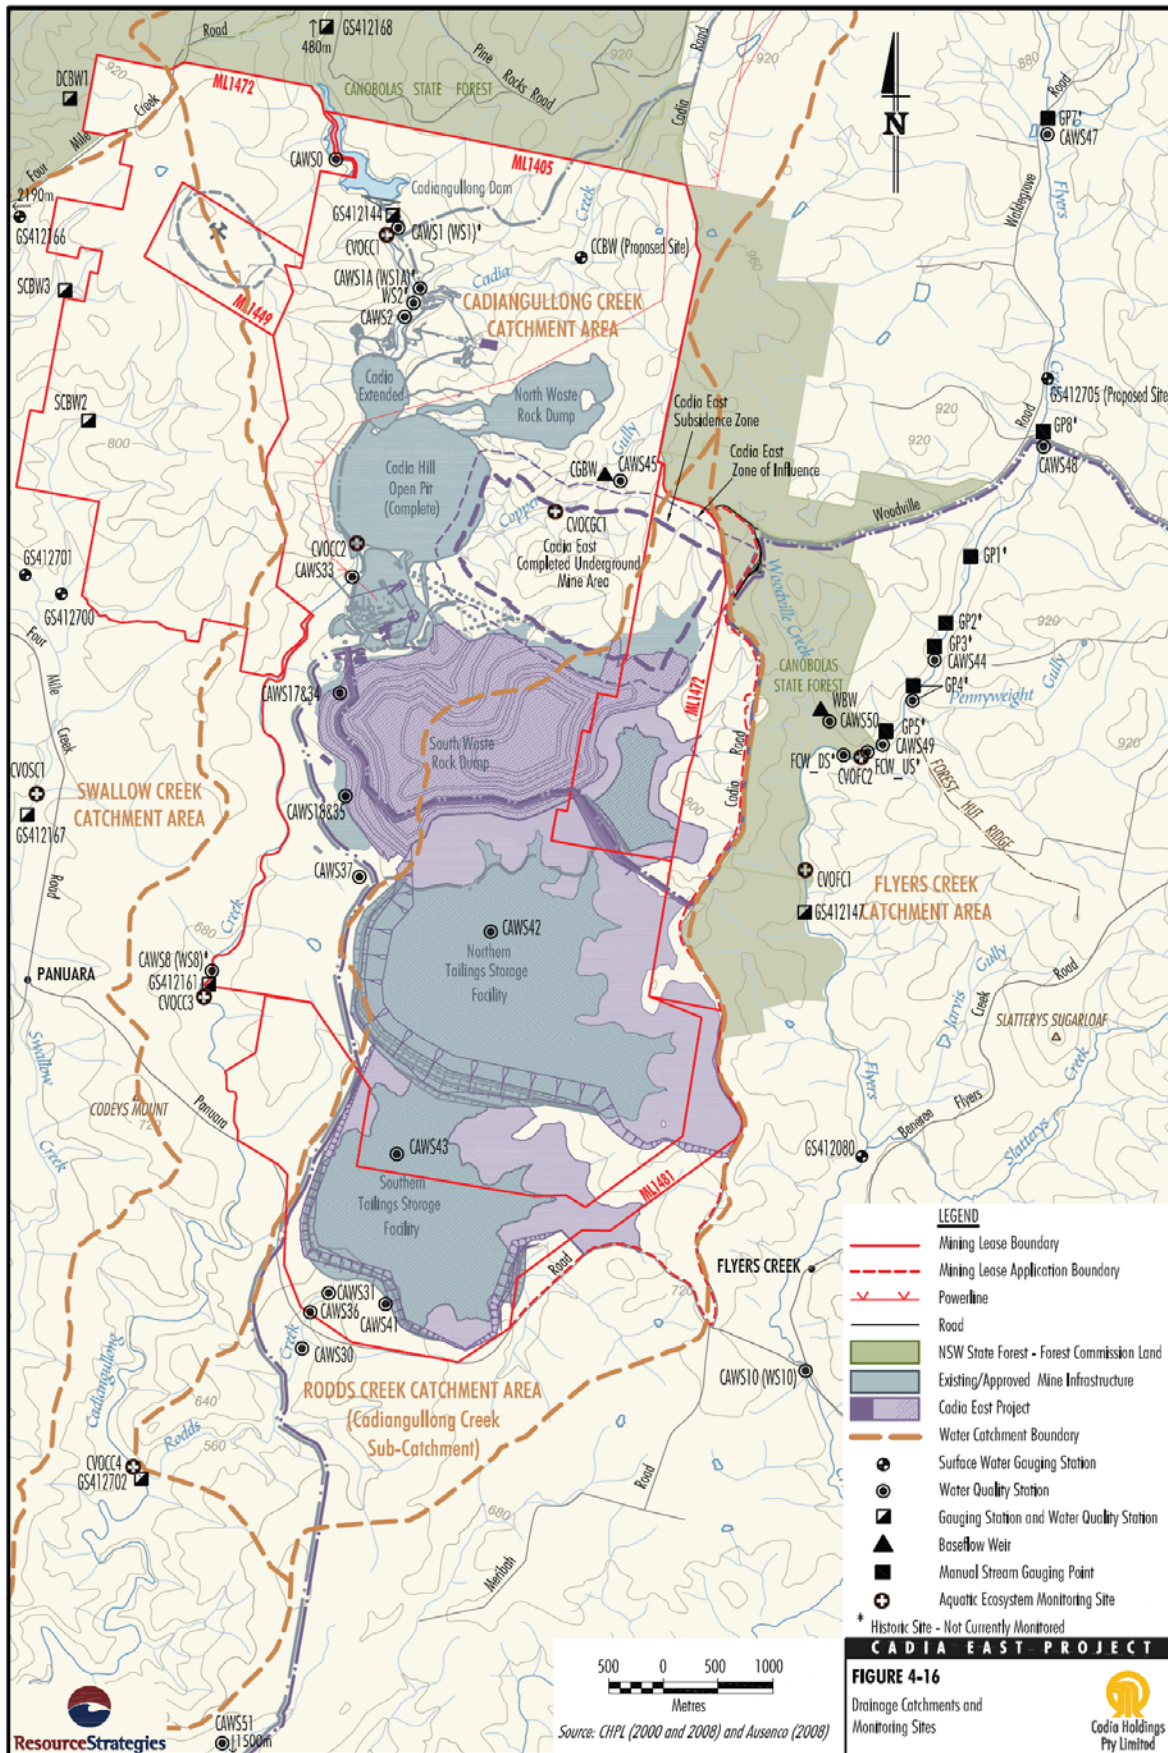 Road
480m
GS412168
Pine Rocks Road
Road
Cadia
920
880
Road
DCBW1
920
ML1472
CANOBOLAS STATE FOREST
GP7*
CAWS47
Four Mile Creek
CAWS0
ML1405
Waldegrove
Flyers
2190m
GS412166
Cadiangullong Dam
Creek
GS412144
CAWS1 (WS1)*
CVOCC1
CCBW (Proposed Site)
960
N
SCBW3
CAWS1A (WS1A)*
WS2*
CAWS2
Cadia
ML1449
CADIANGULLONG CREEK
CATCHMENT AREA
Creek
GS412705 (Proposed Site)
Cadia
Extended
North Waste
Rock Dump
Cadia East
Subsidence Zone
920
Road
GP8*
CAWS48
SCBW2
800
Gully
Cadia East
Zone of Influence
Cadia Hill
Open Pit
(Complete)
CGBW
CAWS45
Copper
Woodville
CVOCGC1
Cadia East
Completed Underground
Mine Area
CVOCC2
CAWS33
GS412701
GS412700
GP1*
Woodville Creek
GP2*
920
GP3*
CAWS44
Gully
Four
Mile
Creek
Road
CANOBOLAS
STATE FOREST
GP4*
Pennyweight
CAWS17&34
ML1472
WBW
CAWS50
GP5*
CAWS49
920
South Waste
Rock Dump
Road
Cadia
FCW_DS*
CVOFC2
FCW_US*
CVOSC1
GS412167
SWALLOW CREEK
CATCHMENT AREA
CAWS18&35
800
FOREST HUT RIDGE
CAWS37
CVOFC1
FLYERS CREEK
CATCHMENT AREA
GS412147
680
Creek
CAWS42
Northern
Tailings Storage
Facility
CAWS8 (WS8)*
GS412161
CVOCC3
PANUARA
Gully
Road
Creek
Jarvis
SLATTERYS SUGARLOAF
Creek
Swallow
Creek
CODEYS MOUNT
720
Panuara
Flyers
Flyers
Beneree
Slatterys
GS412080
CAWS43
Southern
Tailings Storage
Facility
ML1481
Road
FLYERS CREEK
720
CAWS31
CAWS36
CAWS41
Creek
CAWS30
CAWS10 (WS10)
RODDS CREEK CATCHMENT AREA
(Cadiangullong Creek
Sub-Catchment)
Cadiangullong
640
560
Rodds
CVOCC4
GS412702
680
Road
Meribah
CAWS51
1500m
LEGEND
Mining Lease Boundary
Mining Lease Application Boundary
Powerline
Road
NSW State Forest - Forest Commission Land
Existing/Approved Mine Infrastructure
Cadia East Project
Water Catchment Boundary
Surface Water Gauging Station
Water Quality Station
Gauging Station and Water Quality Station
Baseflow Weir
Manual Stream Gauging Point
Aquatic Ecosystem Monitoring Site
* Historic Site - Not Currently Monitored
500 0 500 1000
Metres
Source: CHPL (2000 and 2008) and Ausenco (2008)
ResourceStrategies
CADIA EAST PROJECT
FIGURE 4-16
Drainage Catchments and
Monitoring Sites
Cadia Holdings
Pty Limited